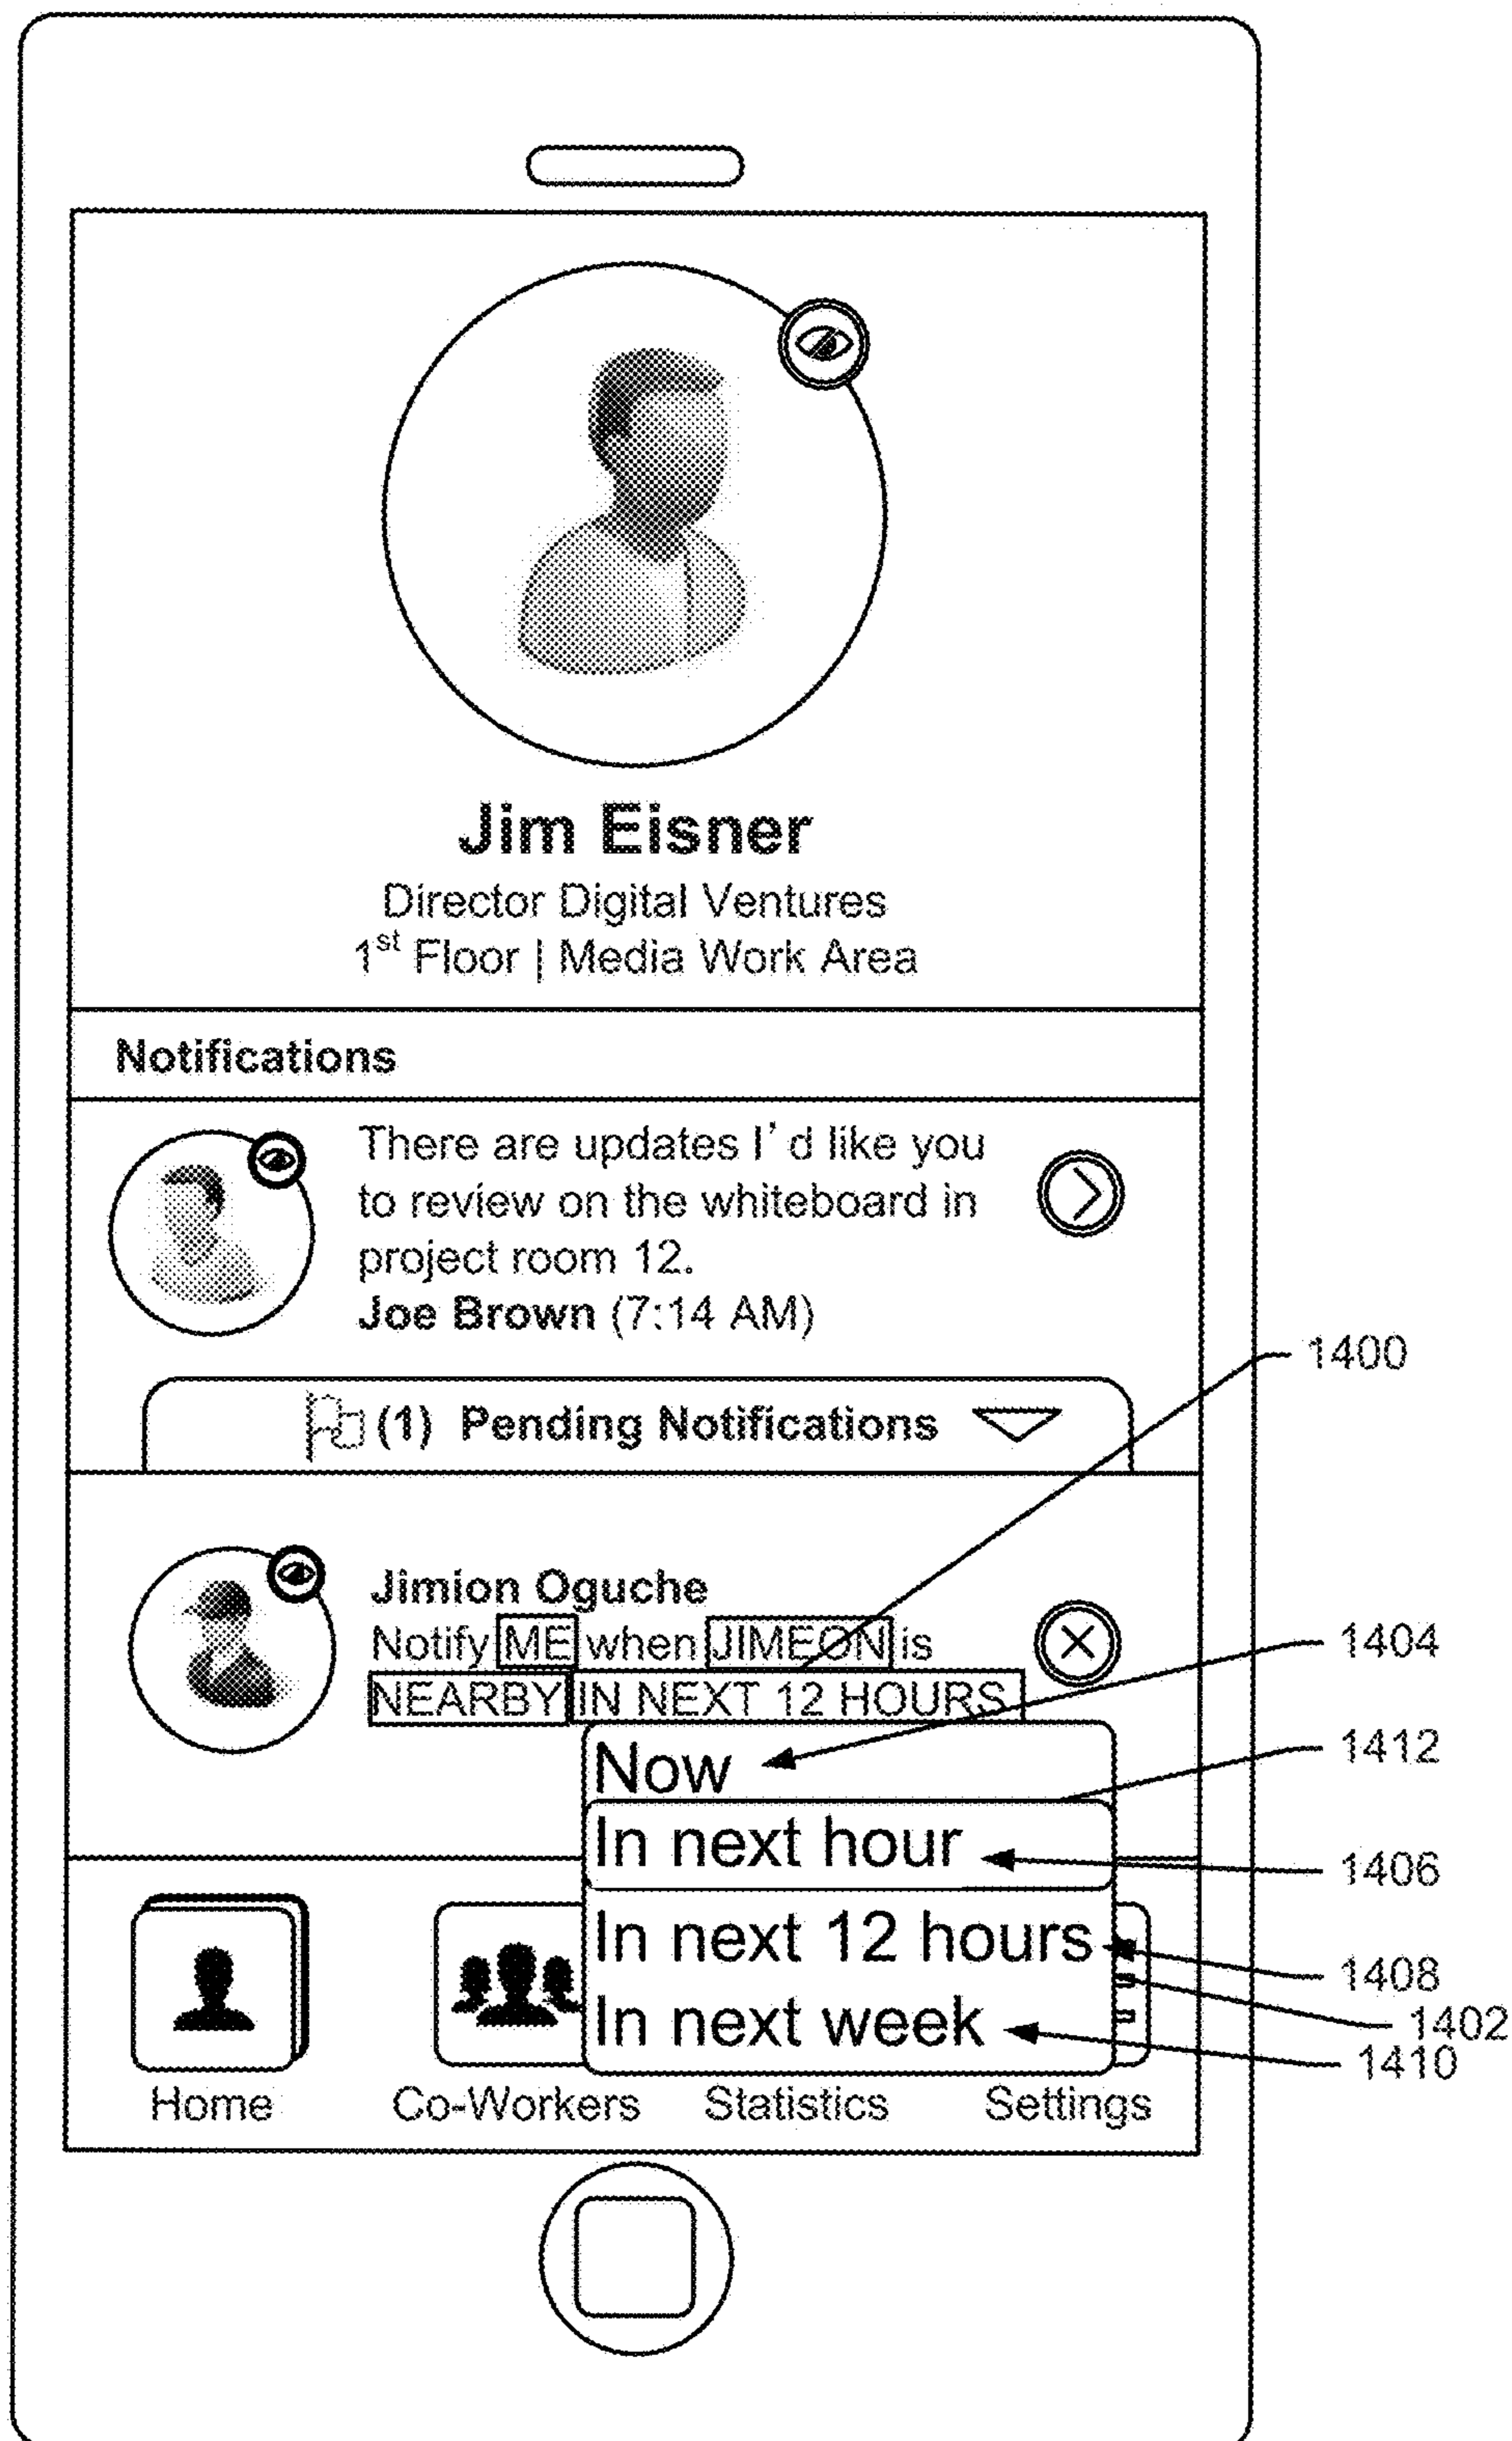 Jim Eisner
Director Digital Ventures
1st Floor | Media Work Area
Notifications
There are updates I' d like you
to review on the whiteboard in
project room 12.
Joe Brown (7:14 AM)
1400
(1) Pending Notifications
Jimion Oguche
Notify ME when JIMEON is
NEARBY IN NEXT 12 HOURS
1404
Now
1412
In next hour
1406
In next 12 hours
1408
In next week
1402
1410
Home
Co-Workers
Statistics
Settings